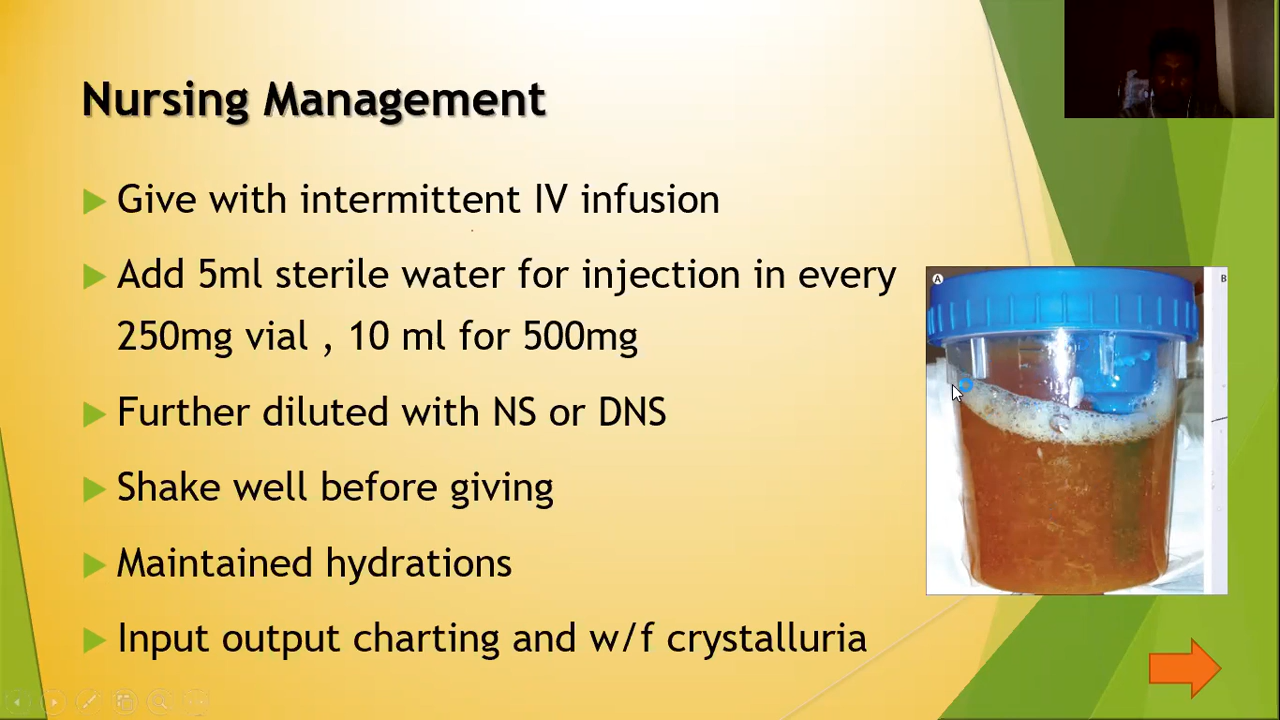 Nursing Management
Give with intermittent IV infusion
Add 5ml sterile water for injection in every
250mg vial , 10 ml for 500mg
Further diluted with NS or DNS
Shake well before giving
Maintained hydrations
Input output charting and w/f crystalluria
A
B